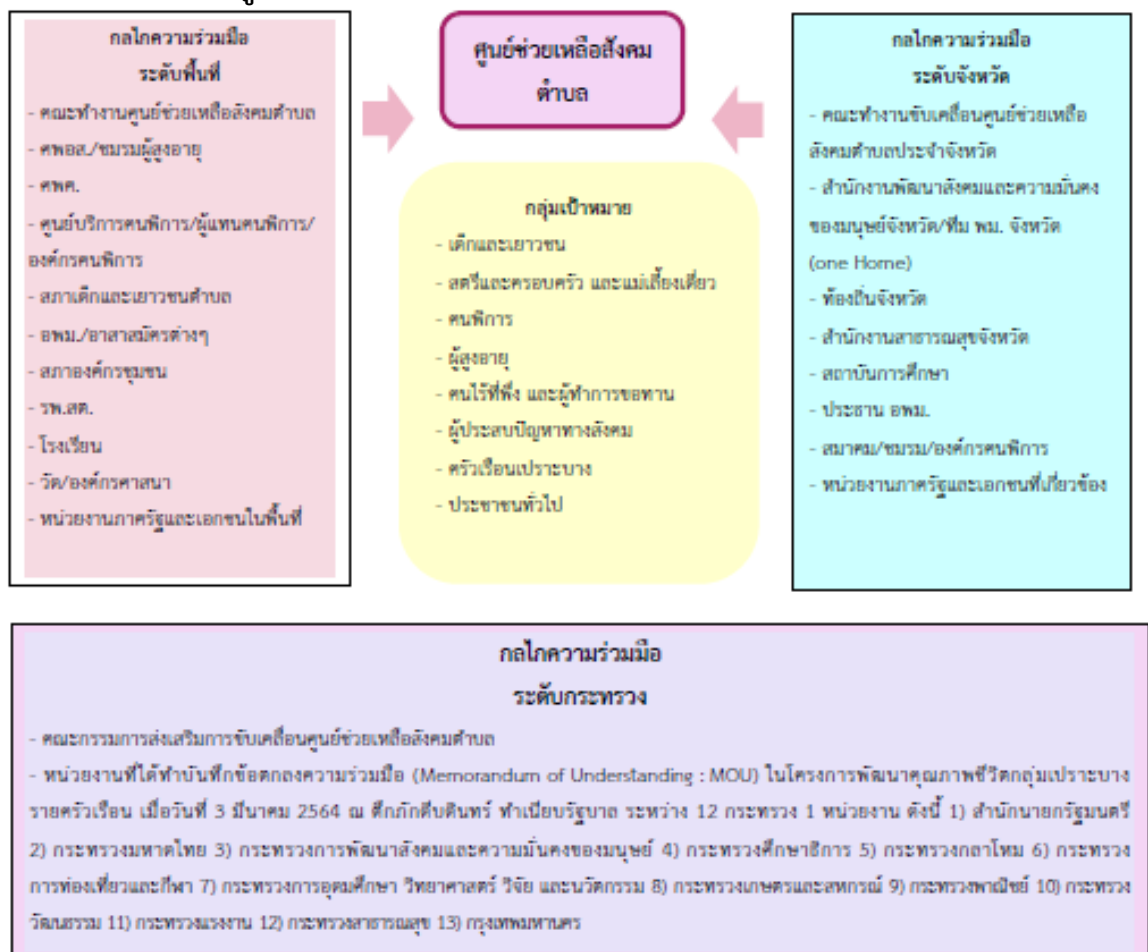 กลไกความร่วมมือ
ระดับพื้นที่
- คณะทำงานศูนย์ช่วยเหลือสังคมตำบล
- ศพอส./ชมรมผู้สูงอายุ
- ศพค.
- ศูนย์บริการคนพิการ/ผู้แทนคนพิการ/
องค์กรคนพิการ
- สภาเด็กและเยาวชนตำบล
- อพม./อาสาสมัครต่างๆ
- สภาองค์กรชุมชน
- รพ.สต.
- โรงเรียน
- วัด/องค์กรศาสนา
- หน่วยงานภาครัฐและเอกชนในพื้นที่
ศูนย์ช่วยเหลือสังคม
ตำบล
กลุ่มเป้าหมาย
- เด็กและเยาวชน
- สตรีและครอบครัว และแม่เลี้ยงเดี่ยว
- คนพิการ
- ผู้สูงอายุ
- คนไร้ที่พึ่ง และผู้ทำการขอทาน
- ผู้ประสบปัญหาทางสังคม
- ครัวเรือนเปราะบาง
- ประชาชนทั่วไป
กลไกความร่วมมือ
ระดับจังหวัด
- คณะทำงานขับเคลื่อนศูนย์ช่วยเหลือ
สังคมตำบลประจำจังหวัด
- สำนักงานพัฒนาสังคมและความมั่นคง
ของมนุษย์จังหวัด/ทีม พม. จังหวัด
(one Home)
- ท้องถิ่นจังหวัด
- สำนักงานสาธารณสุขจังหวัด
- สถาบันการศึกษา
- ประธาน อพม.
- สมาคม/ชมรม/องค์กรคนพิการ
- หน่วยงานภาครัฐและเอกชนที่เกี่ยวข้อง
กลไกความร่วมมือ
ระดับกระทรวง
- คณะกรรมการส่งเสริมการขับเคลื่อนศูนย์ช่วยเหลือสังคมตำบล
- หน่วยงานที่ได้ทำบันทึกข้อตกลงความร่วมมือ (Memorandum of Understanding : MOU) ในโครงการพัฒนาคุณภาพชีวิตกลุ่มเปราะบาง
รายครัวเรือน เมื่อวันที่ 3 มีนาคม 2564 ณ ตึกภักดีบดินทร์ ทำเนียบรัฐบาล ระหว่าง 12 กระทรวง 1 หน่วยงาน ดังนี้ 1) สำนักนายกรัฐมนตรี
2) กระทรวงมหาดไทย 3) กระทรวงการพัฒนาสังคมและความมั่นคงของมนุษย์ 4) กระทรวงศึกษาธิการ 5) กระทรวงกลาโหม 6) กระทรวง
การท่องเที่ยวและกีฬา 7) กระทรวงการอุดมศึกษา วิทยาศาสตร์ วิจัย และนวัตกรรม 8) กระทรวงเกษตรและสหกรณ์ 9) กระทรวงพาณิชย์ 10) กระทรวง
วัฒนธรรม 11) กระทรวงแรงงาน 12) กระทรวงสาธารณสุข 13) กรุงเทพมหานคร